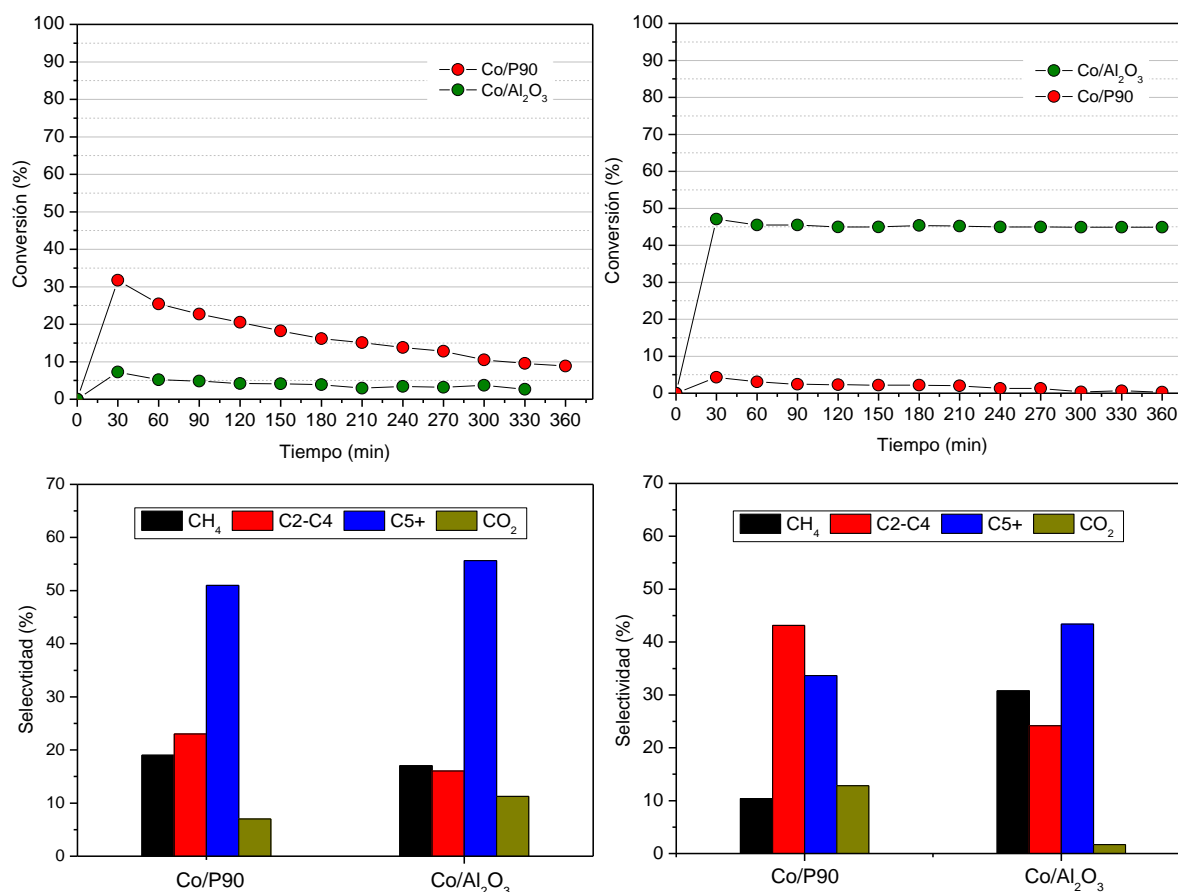 100
90
80
70
60
50
40
30
20
10
0
Conversión (%)
Co/P90
Co/Al₂O₃
0 30 60 90 120 150 180 210 240 270 300 330 360
Tiempo (min)
100
90
80
70
60
50
40
30
20
10
0
Conversión (%)
Co/Al₂O₃
Co/P90
0 30 60 90 120 150 180 210 240 270 300 330 360
Tiempo (min)
70
60
50
40
30
20
10
0
Selecvtidad (%)
CH₄ C2-C4 C5+ CO₂
Co/P90 Co/Al₂O₃
70
60
50
40
30
20
10
0
Selectividad (%)
CH₄ C2-C4 C5+ CO₂
Co/P90 Co/Al₂O₃